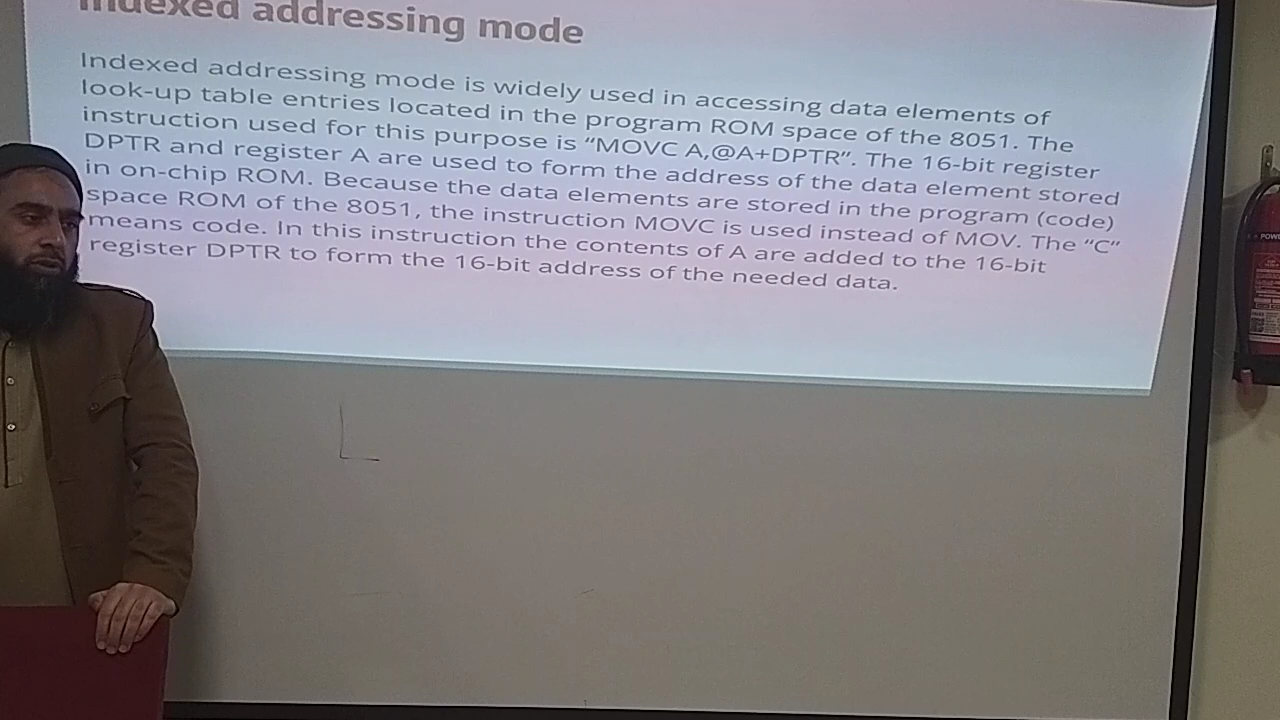 Indexed addressing mode
Indexed addressing mode is widely used in accessing data elements of
look-up table entries located in the program ROM space of the 8051. The
instruction used for this purpose is “MOVC A,@A+DPTR”. The 16-bit register
DPTR and register A are used to form the address of the data element stored
in on-chip ROM. Because the data elements are stored in the program (code)
space ROM of the 8051, the instruction MOVC is used instead of MOV. The “C”
means code. In this instruction the contents of A are added to the 16-bit
register DPTR to form the 16-bit address of the needed data.